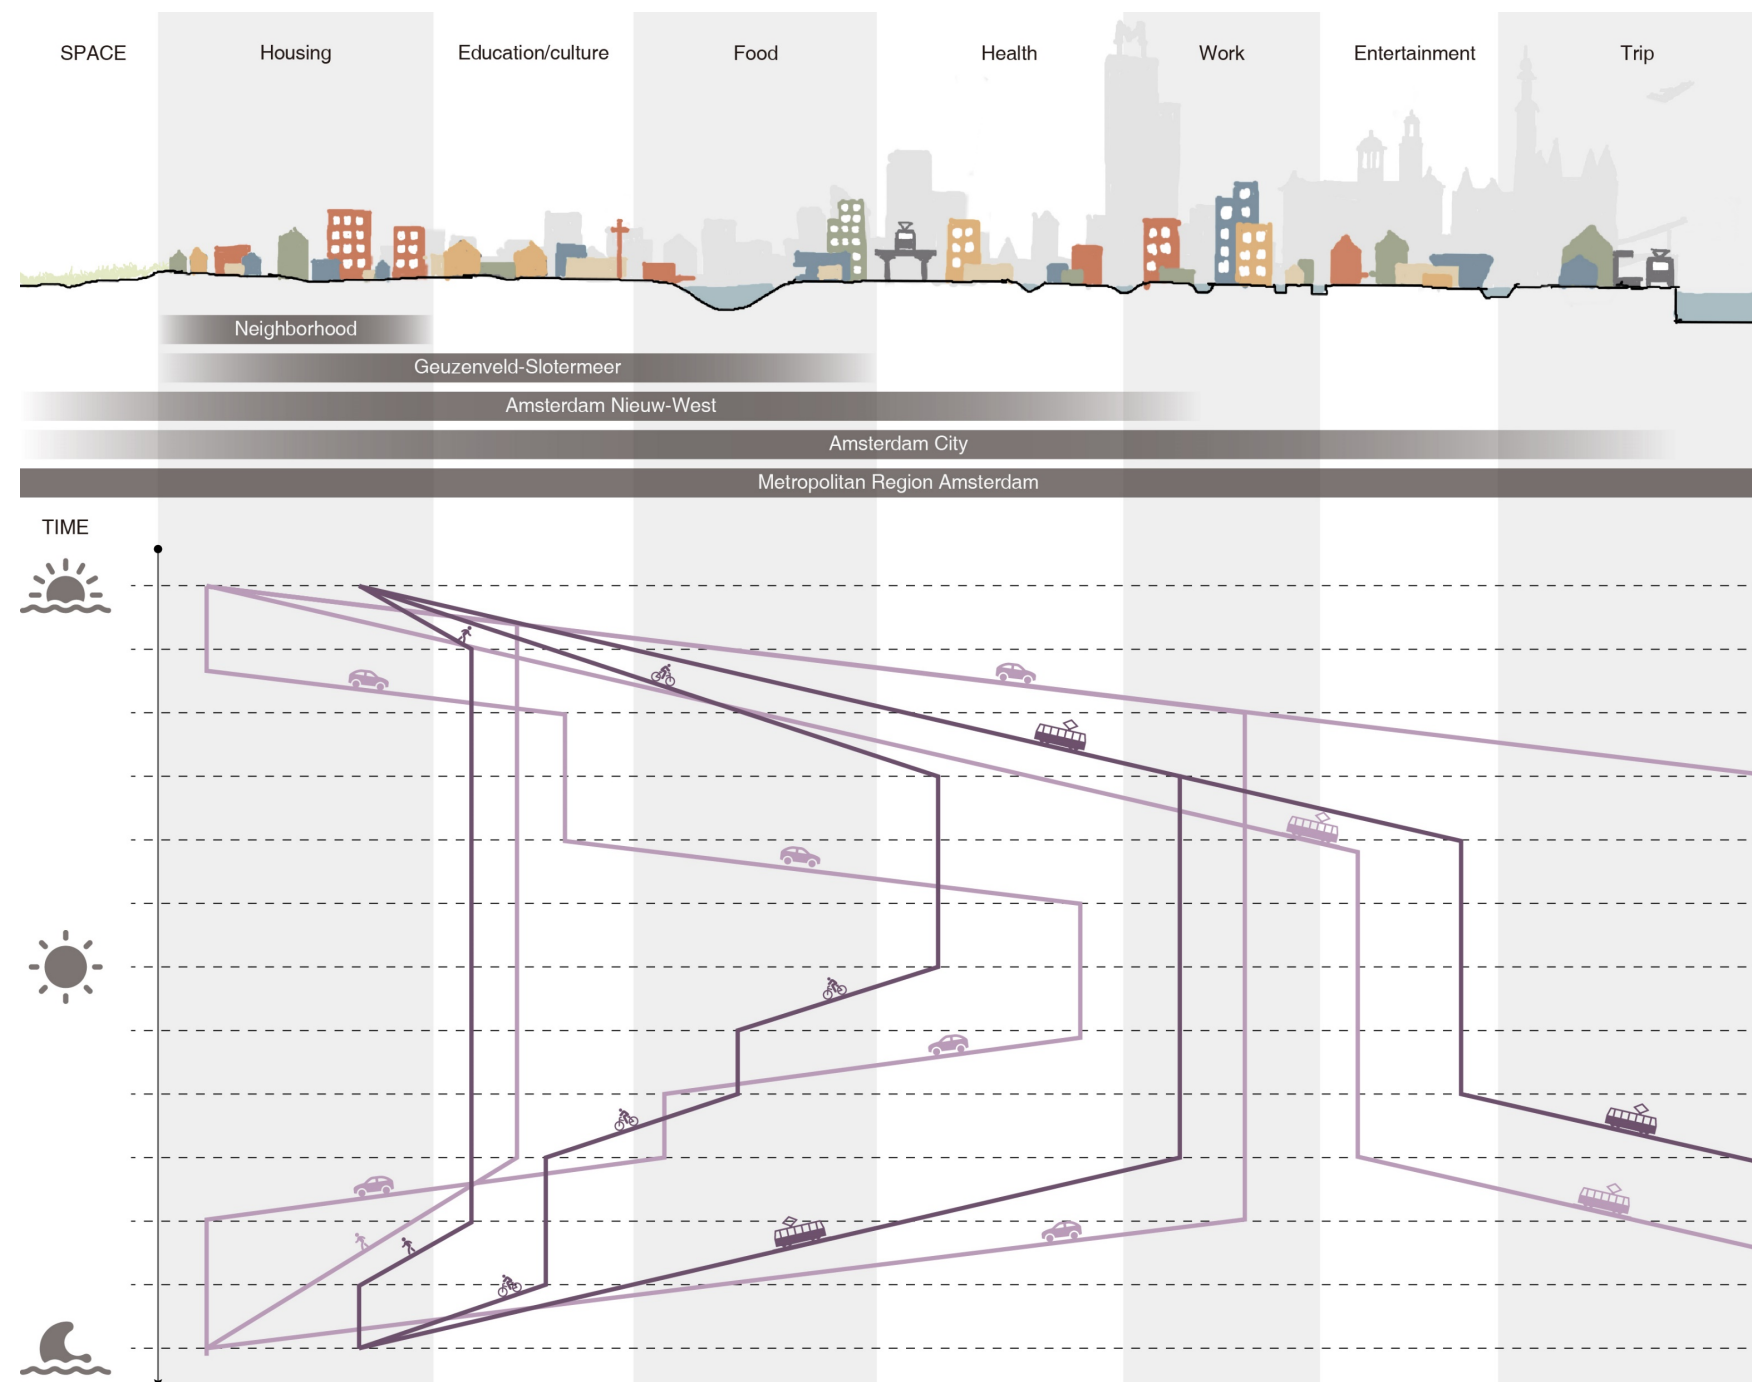 SPACE Housing Education/culture Food Health Work Entertainment Trip
Neighborhood
Geuzenveld-Slotermeer
Amsterdam Nieuw-West
Amsterdam City
Metropolitan Region Amsterdam
TIME